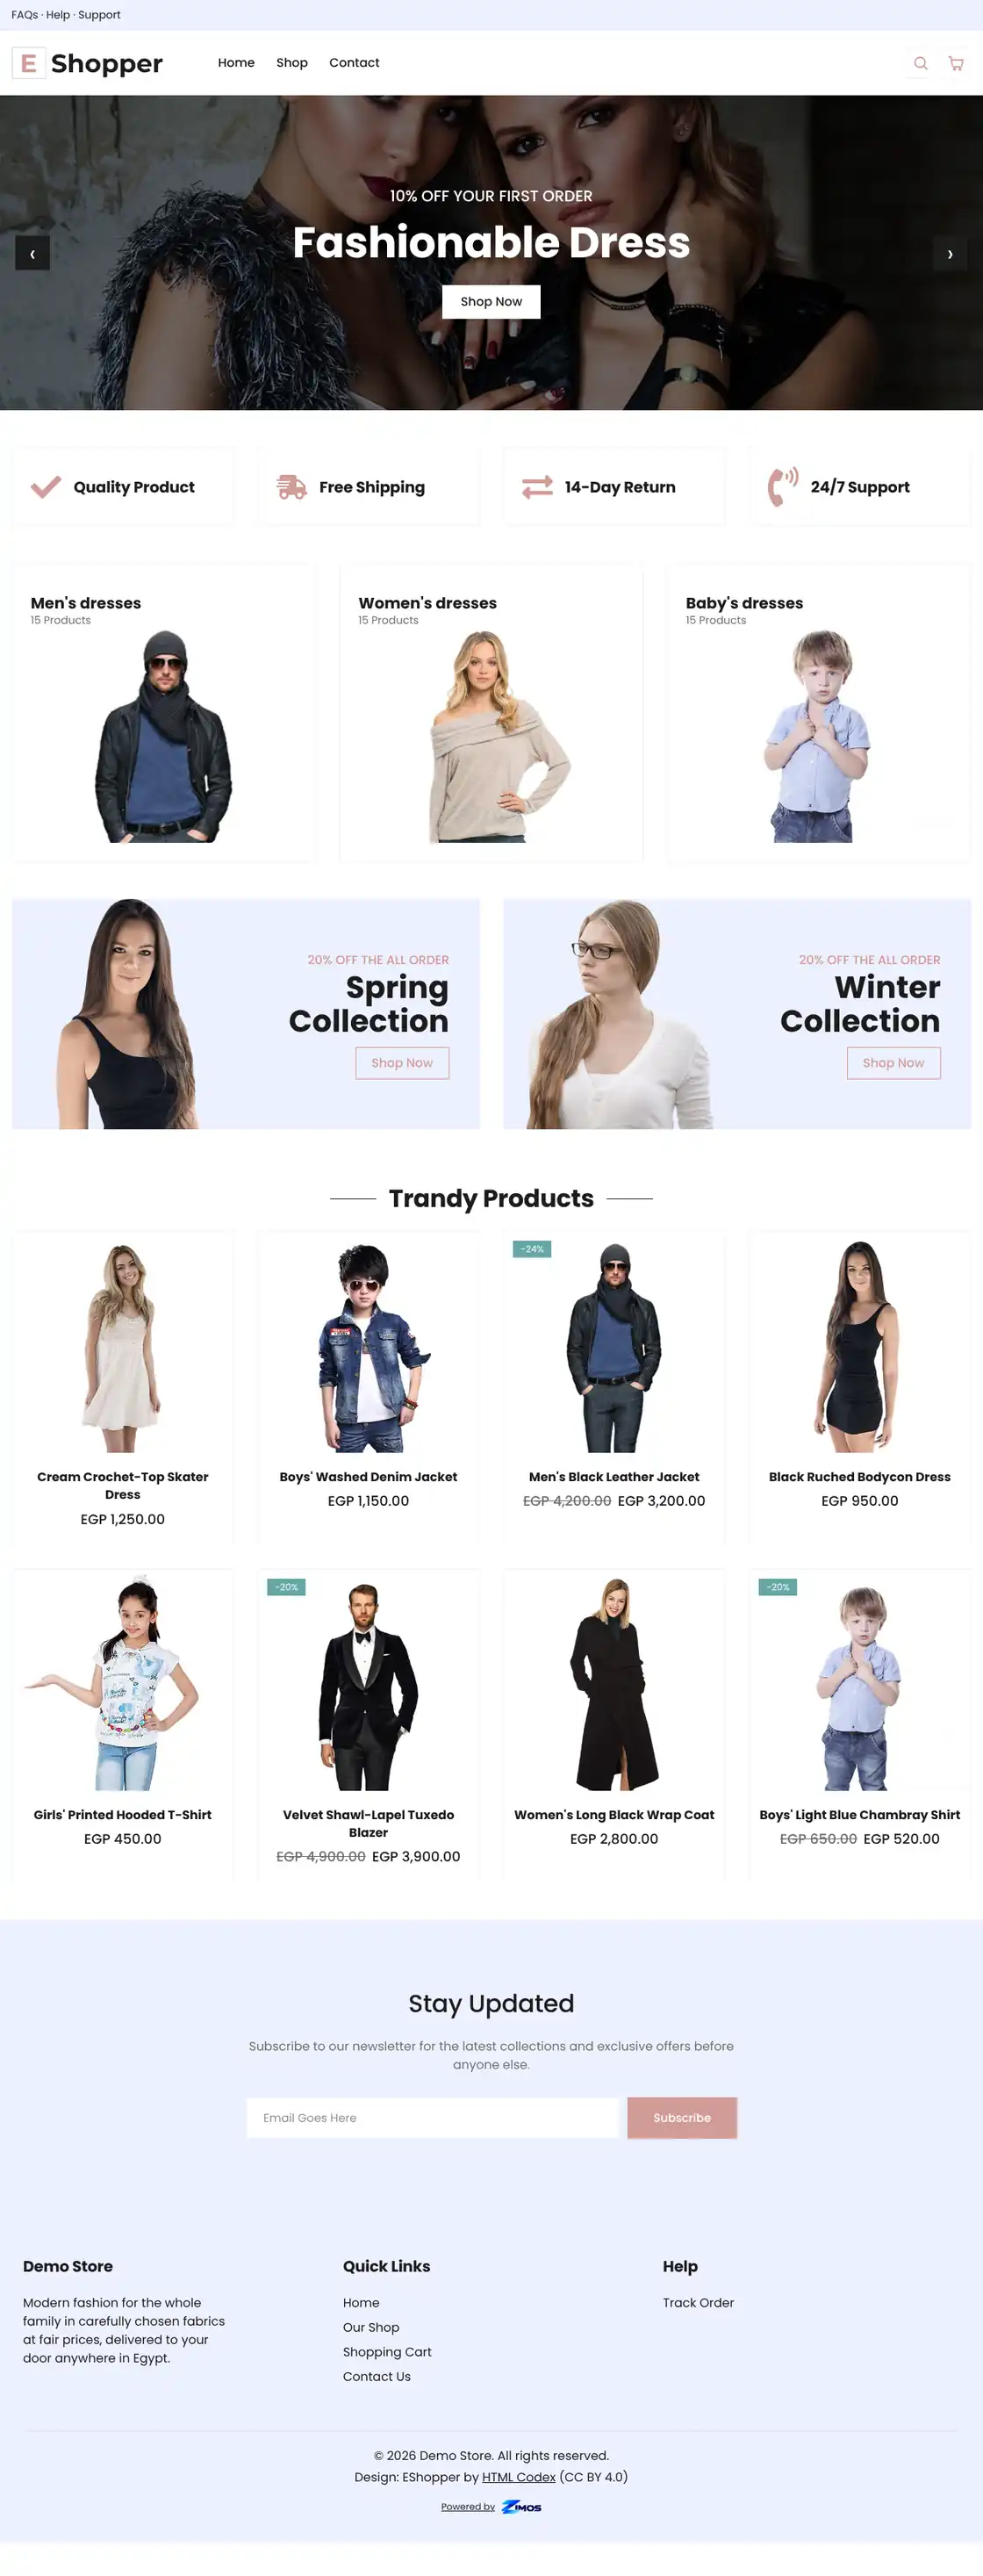 FAQs · Help · Support
E Shopper
Home
Shop
Contact
10% OFF YOUR FIRST ORDER
Fashionable Dress
‹
›
Shop Now
Quality Product
Free Shipping
14-Day Return
24/7 Support
Men's dresses
15 Products
Women's dresses
15 Products
Baby's dresses
15 Products
20% OFF THE ALL ORDER
Spring
Collection
Shop Now
20% OFF THE ALL ORDER
Winter
Collection
Shop Now
Trandy Products
Cream Crochet-Top Skater
Dress
EGP 1,250.00
Boys' Washed Denim Jacket
EGP 1,150.00
-24%
Men's Black Leather Jacket
EGP 4,200.00 EGP 3,200.00
Black Ruched Bodycon Dress
EGP 950.00
Girls' Printed Hooded T-Shirt
EGP 450.00
-20%
Velvet Shawl-Lapel Tuxedo
Blazer
EGP 4,900.00 EGP 3,900.00
Women's Long Black Wrap Coat
EGP 2,800.00
-20%
Boys' Light Blue Chambray Shirt
EGP 650.00 EGP 520.00
Stay Updated
Subscribe to our newsletter for the latest collections and exclusive offers before
anyone else.
Email Goes Here
Subscribe
Demo Store
Modern fashion for the whole
family in carefully chosen fabrics
at fair prices, delivered to your
door anywhere in Egypt.
Quick Links
Home
Our Shop
Shopping Cart
Contact Us
Help
Track Order
© 2026 Demo Store. All rights reserved.
Design: EShopper by HTML Codex (CC BY 4.0)
Powered by ZIMOS